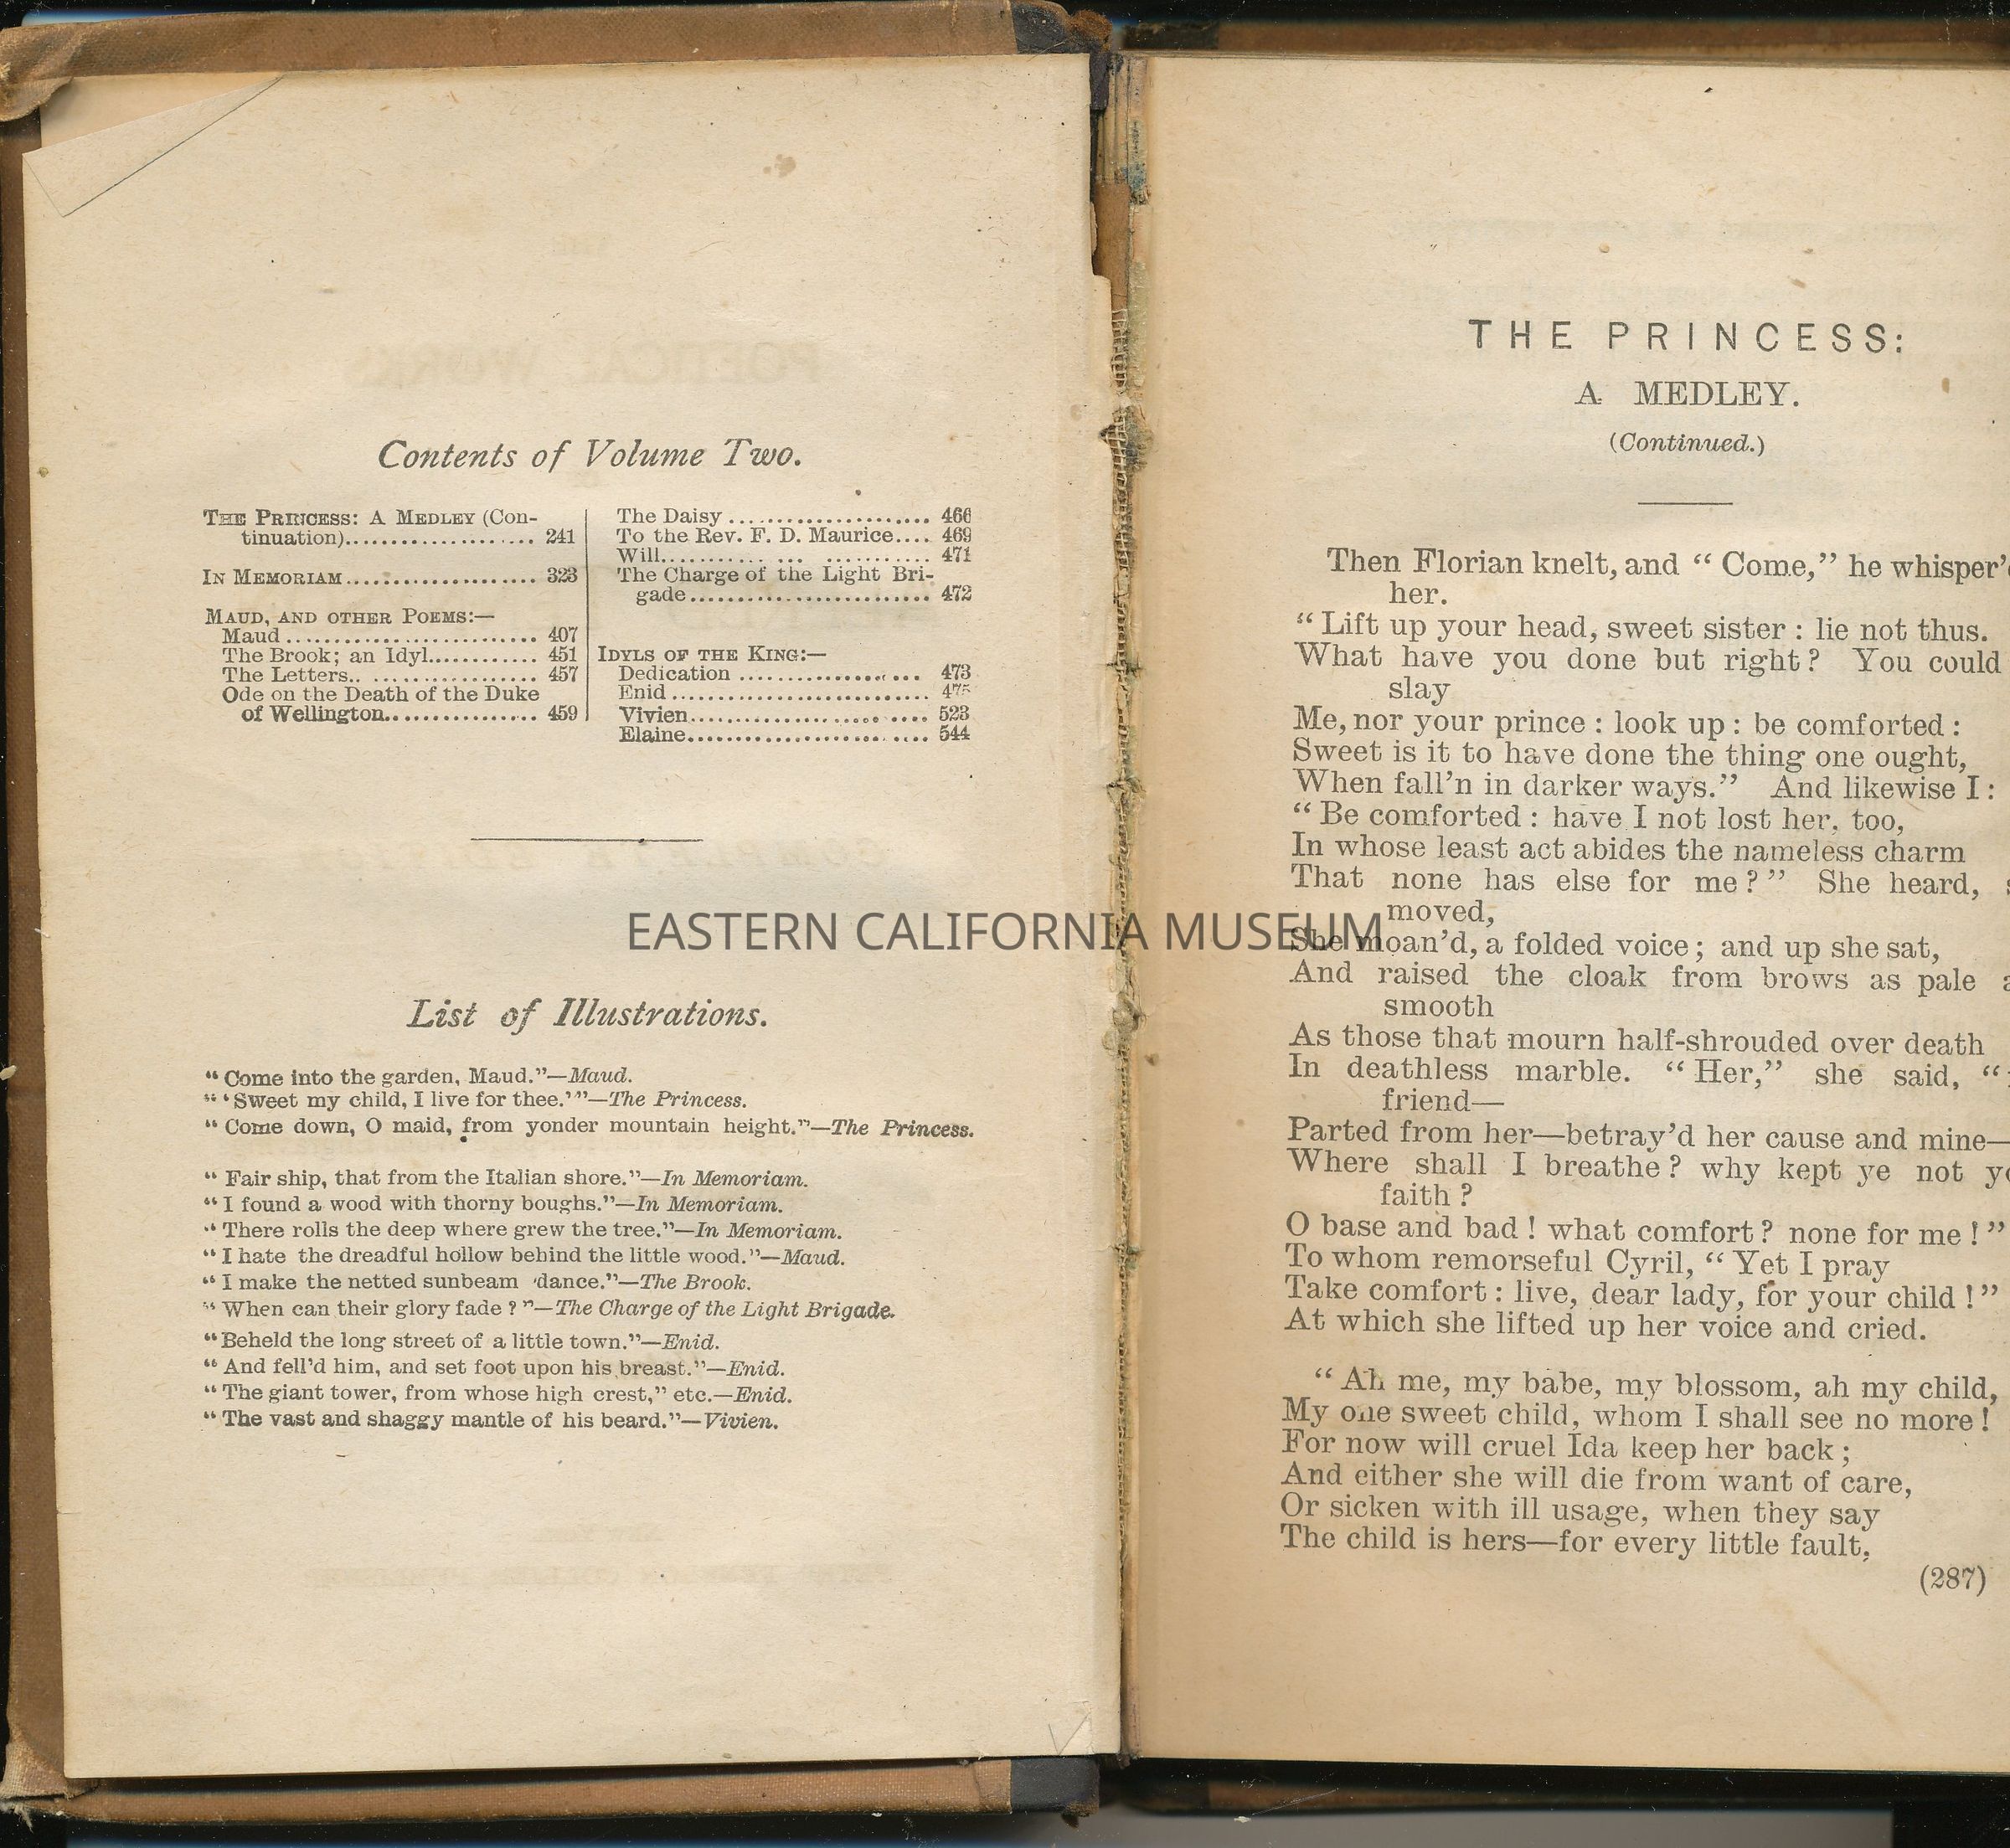 Contents of Volume Two.
THE PRINCESS: A MEDLEY (Con-
tinuation).................... 241
IN MEMORIAM.................... 323
MAUD, AND OTHER POEMS:—
Maud .......................... 407
The Brook; an Idyl............ 451
The Letters.. ................ 457
Ode on the Death of the Duke
of Wellington................ 459
The Daisy ..................... 466
To the Rev. F. D. Maurice.... 469
Will........... ... ........... 471
The Charge of the Light Bri-
gade......................... 472
IDYLS OF THE KING:—
Dedication ................... 473
Enid........................... 475
Vivien......................... 523
Elaine......................... 544
List of Illustrations.
“Come into the garden, Maud.”—Maud.
“‘Sweet my child, I live for thee.’”—The Princess.
“Come down, O maid, from yonder mountain height.”—The Princess.
“Fair ship, that from the Italian shore.”—In Memoriam.
“I found a wood with thorny boughs.”—In Memoriam.
“There rolls the deep where grew the tree.”—In Memoriam.
“I hate the dreadful hollow behind the little wood.”—Maud.
“I make the netted sunbeam dance.”—The Brook.
“When can their glory fade?”—The Charge of the Light Brigade.
“Beheld the long street of a little town.”—Enid.
“And fell’d him, and set foot upon his breast.”—Enid.
“The giant tower, from whose high crest,” etc.—Enid.
“The vast and shaggy mantle of his beard.”—Vivien.
EASTERN CALIFORNIA MUSEUM
THE PRINCESS:
A MEDLEY.
(Continued.)
Then Florian knelt, and “Come,” he whisper’d
her.
“Lift up your head, sweet sister: lie not thus.
What have you done but right? You could
slay
Me, nor your prince: look up: be comforted:
Sweet is it to have done the thing one ought,
When fall’n in darker ways.” And likewise I:
“Be comforted: have I not lost her, too,
In whose least act abides the nameless charm
That none has else for me?” She heard,
moved,
She moan’d, a folded voice; and up she sat,
And raised the cloak from brows as pale
smooth
As those that mourn half-shrouded over death
In deathless marble. “Her,” she said, “
friend—
Parted from her—betray’d her cause and mine—
Where shall I breathe? why kept ye not
faith?
O base and bad! what comfort? none for me!”
To whom remorseful Cyril, “Yet I pray
Take comfort: live, dear lady, for your child!”
At which she lifted up her voice and cried.
“Ah me, my babe, my blossom, ah my child,
My one sweet child, whom I shall see no more!
For now will cruel Ida keep her back;
And either she will die from want of care,
Or sicken with ill usage, when they say
The child is hers—for every little fault,
(287)